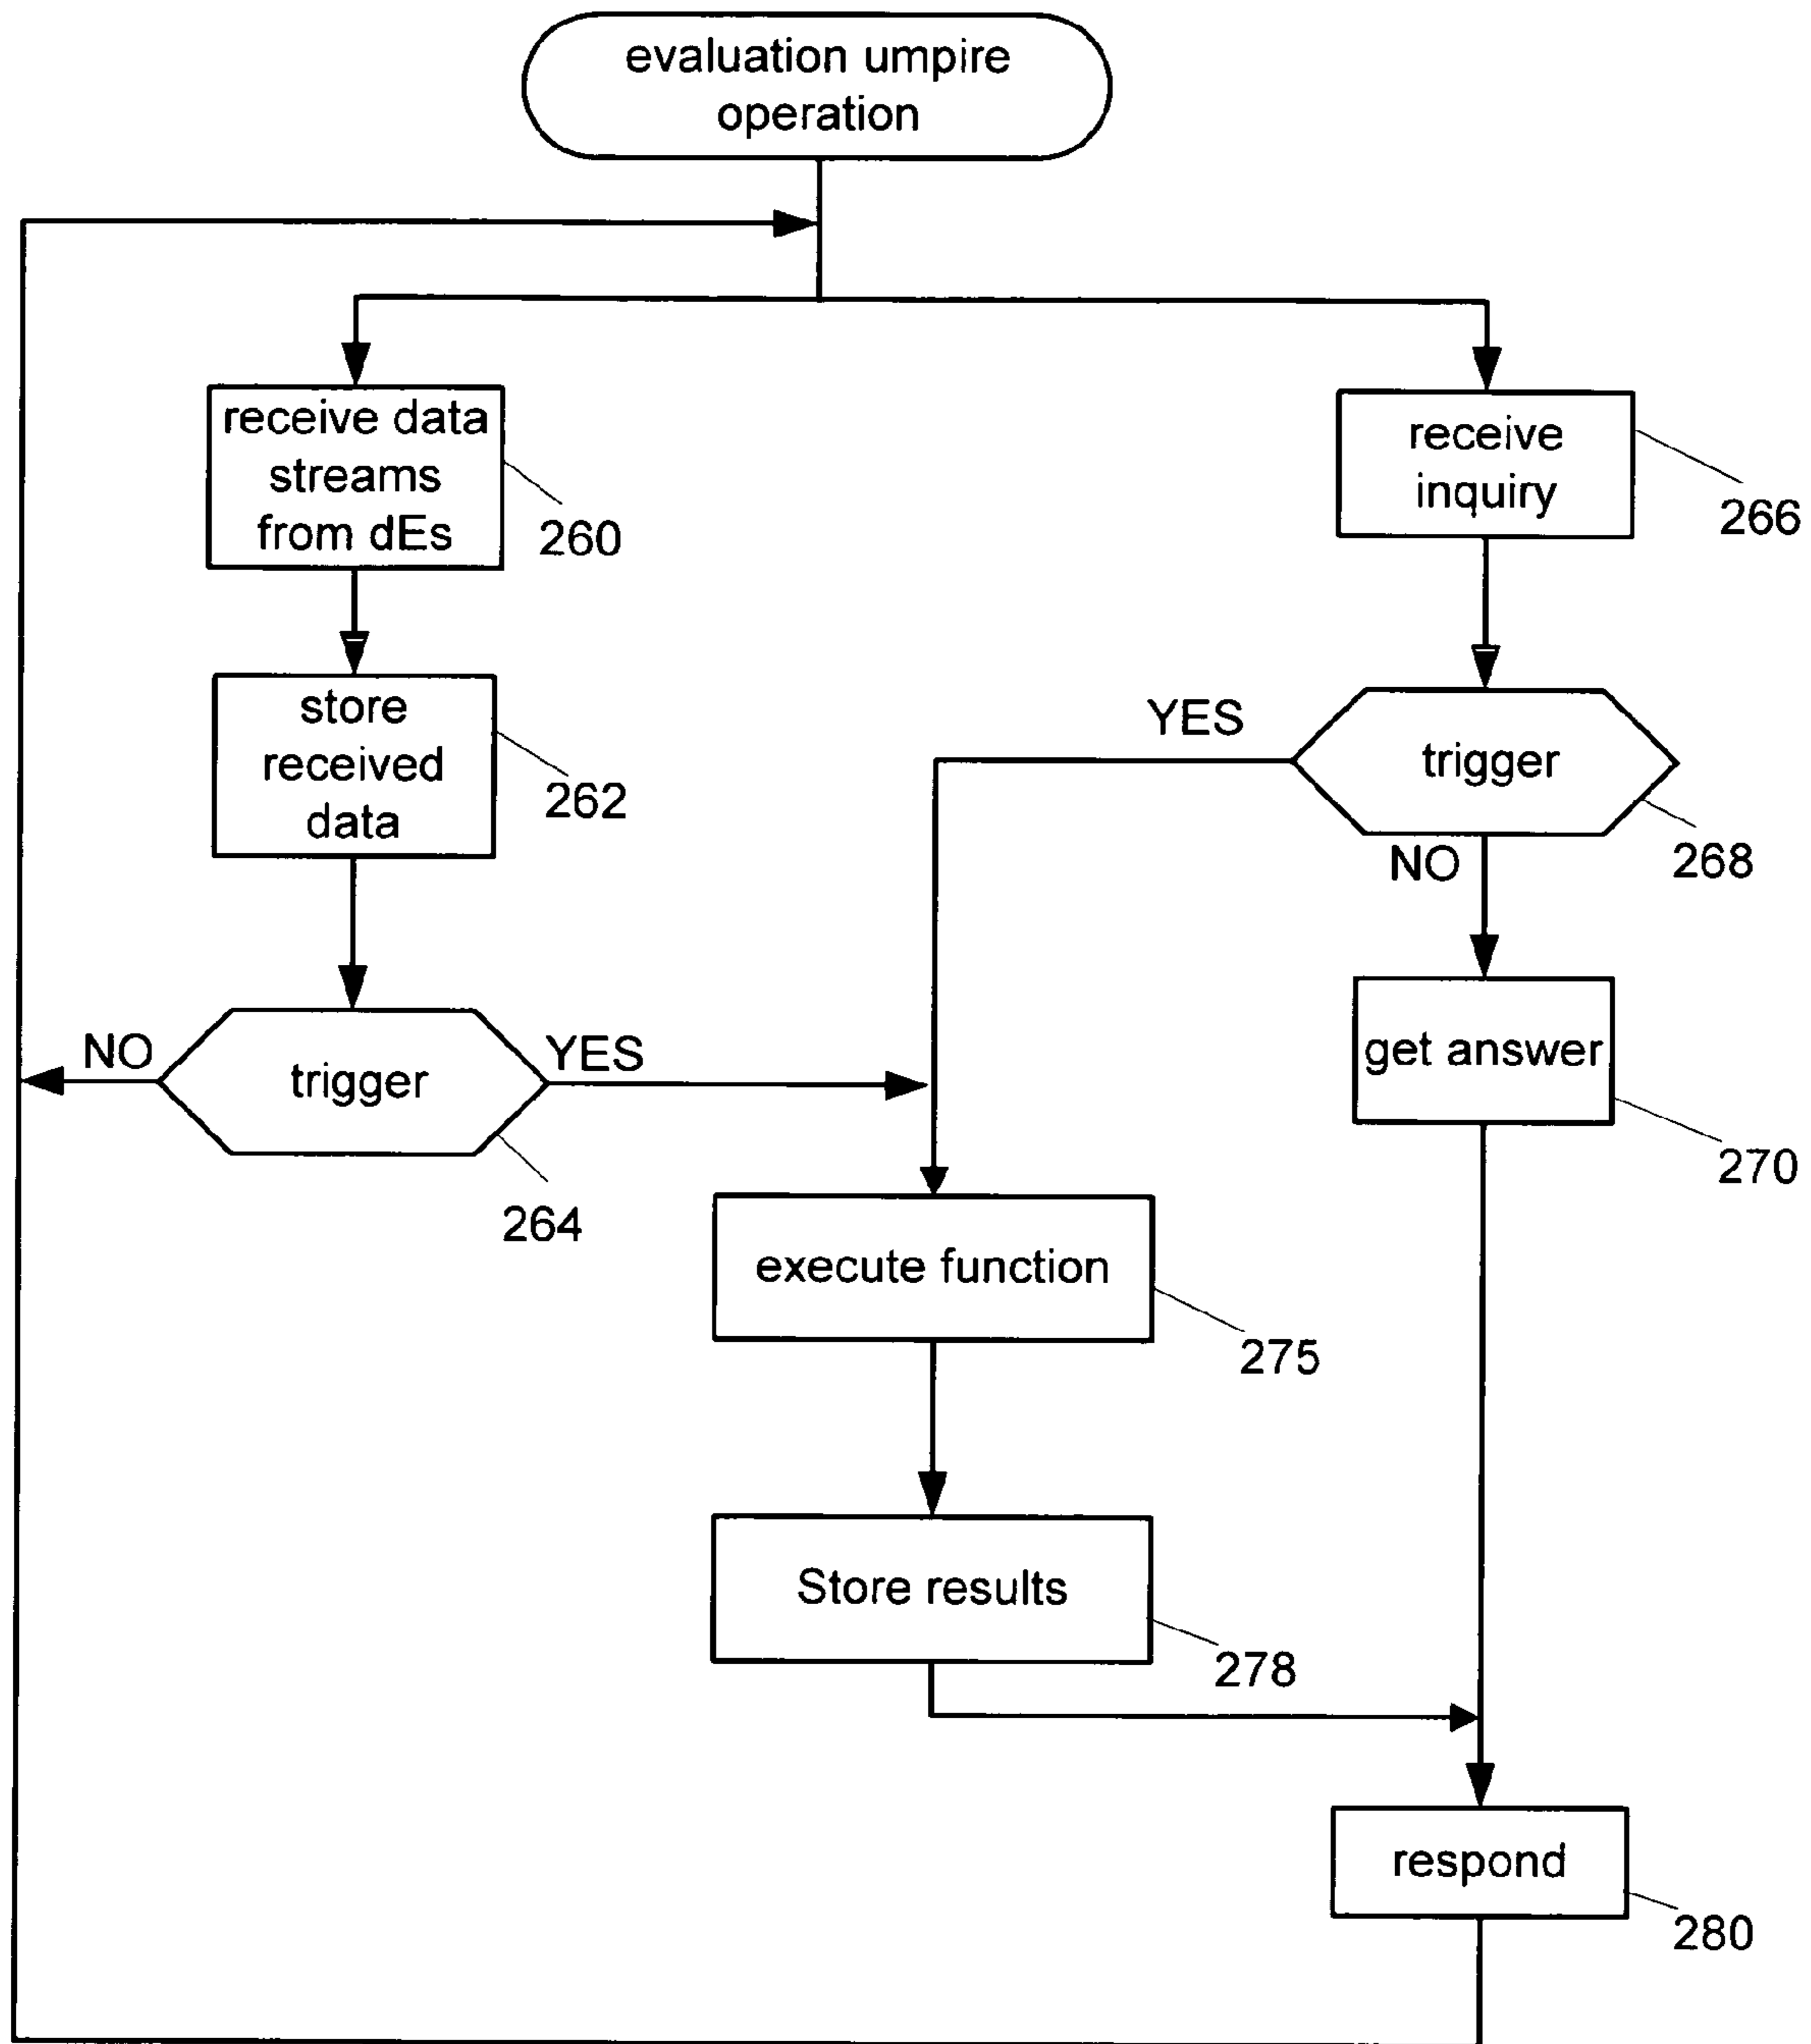 evaluation umpire
operation
receive data
streams
from dEs
260
receive
inquiry
266
store
received
data
262
YES
trigger
268
NO
NO
trigger
YES
264
get answer
270
execute function
275
Store results
278
respond
280